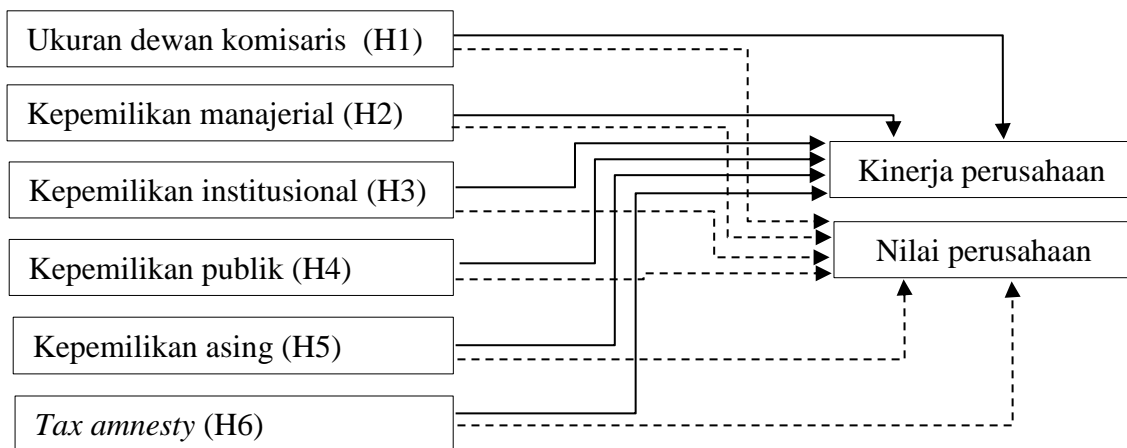 Ukuran dewan komisaris (H1)
Kepemilikan manajerial (H2)
Kepemilikan institusional (H3)
Kepemilikan publik (H4)
Kepemilikan asing (H5)
Tax amnesty (H6)
Kinerja perusahaan
Nilai perusahaan